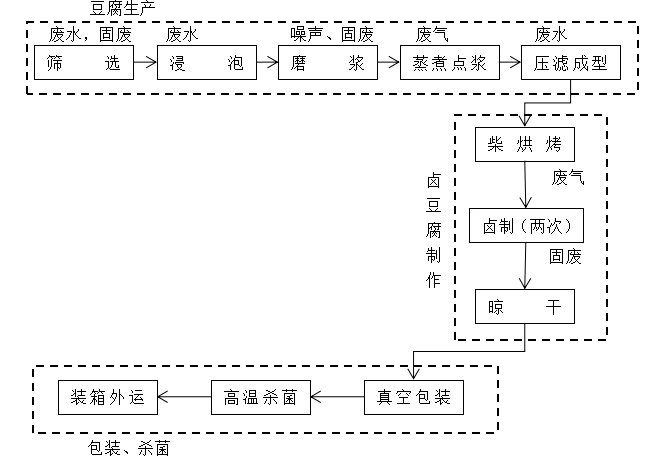 豆腐生产
废水，固废
废水
噪声、固废
废气
废水
筛 选
浸 泡
磨 浆
蒸煮点浆
压滤成型
柴 烘 烤
废气
卤豆腐制作
卤制（两次）
固废
晾 干
装箱外运
高温杀菌
真空包装
包装、杀菌